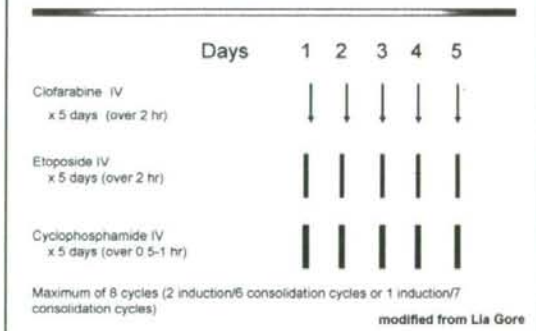 Days 1 2 3 4 5
Clofarabine IV
x 5 days (over 2 hr)
Etoposide IV
x 5 days (over 2 hr)
Cyclophosphamide IV
x 5 days (over 0.5-1 hr)
Maximum of 8 cycles (2 induction/6 consolidation cycles or 1 induction/7
consolidation cycles)
modified from Lia Gore